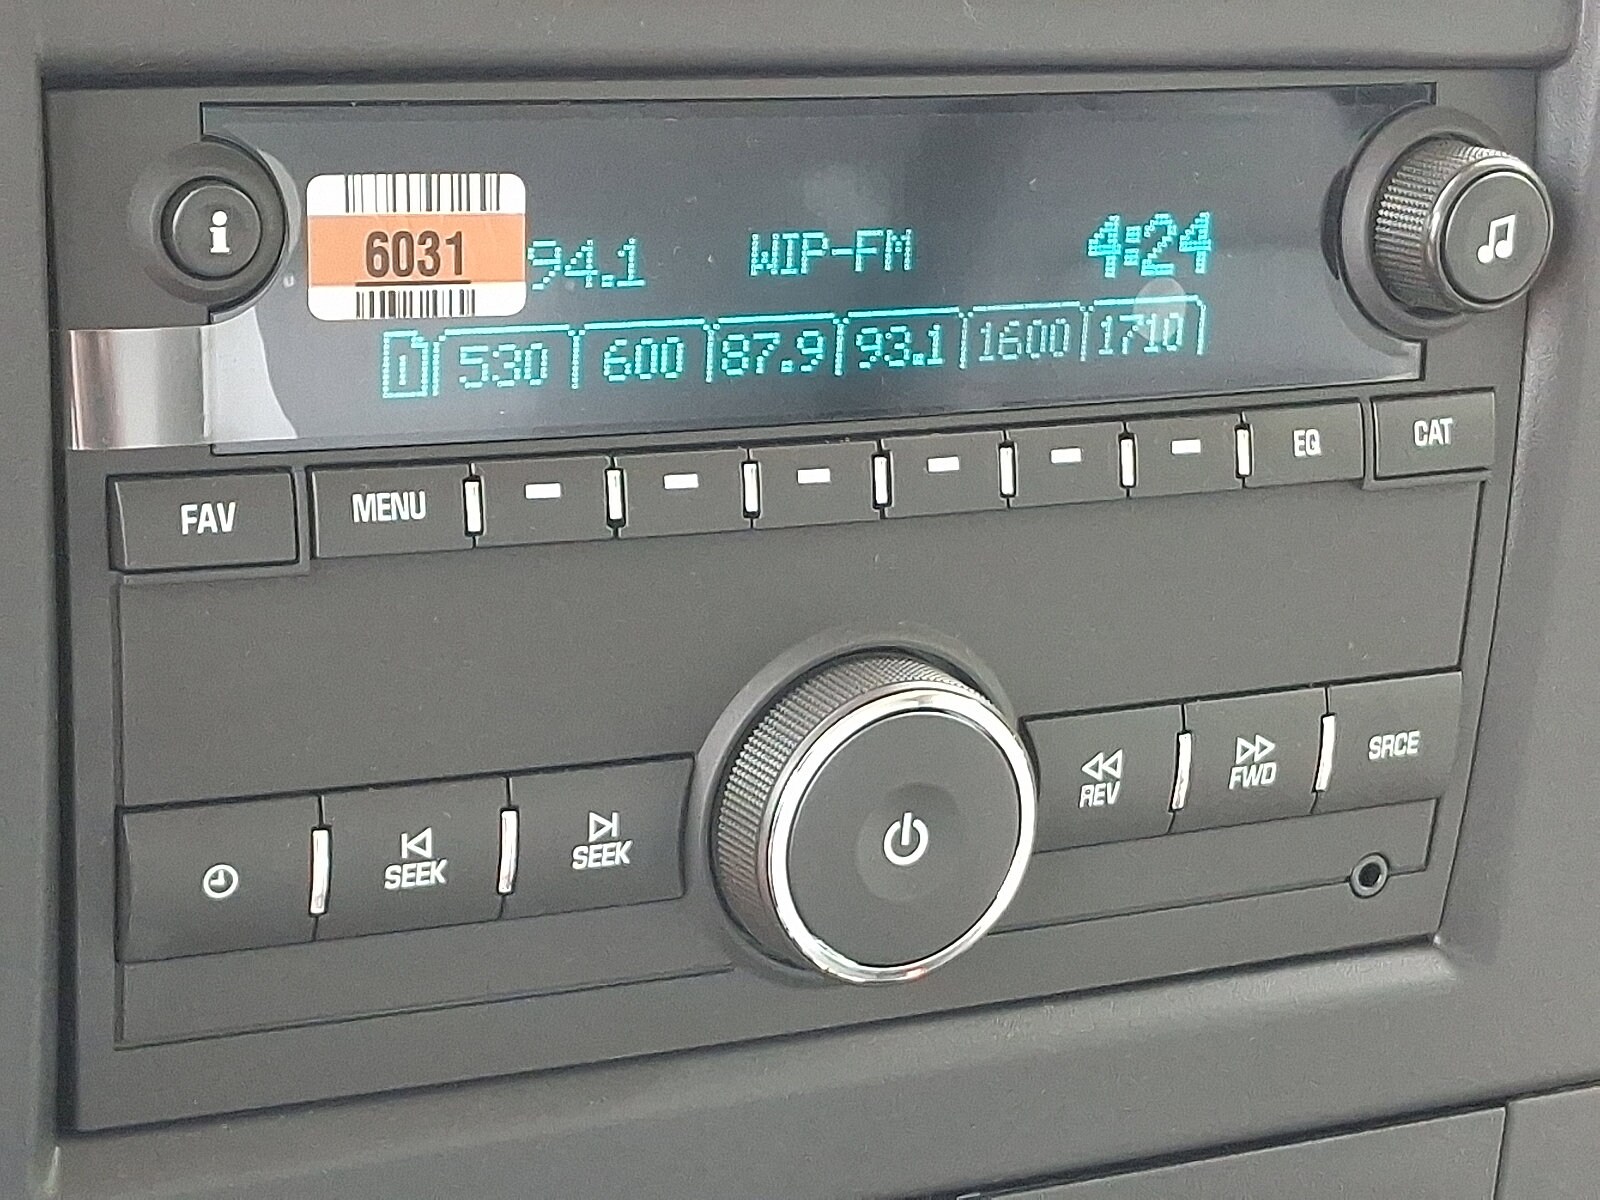 i
6031
94.1 WIP-FM 4:24
1 530 600 87.9 93.1 1600 1710
FAV MENU EQ CAT
SEEK SEEK REV FWD SRCE